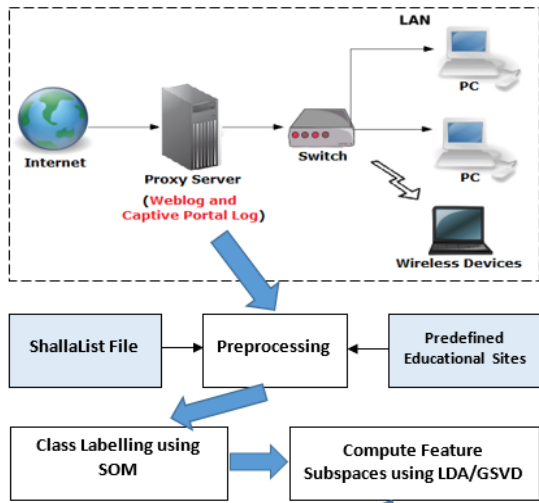 LAN
PC
Internet
Proxy Server
(Weblog and
Captive Portal Log)
Switch
PC
Wireless Devices
ShallaList File
Preprocessing
Predefined
Educational Sites
Class Labelling using
SOM
Compute Feature
Subspaces using LDA/GSVD